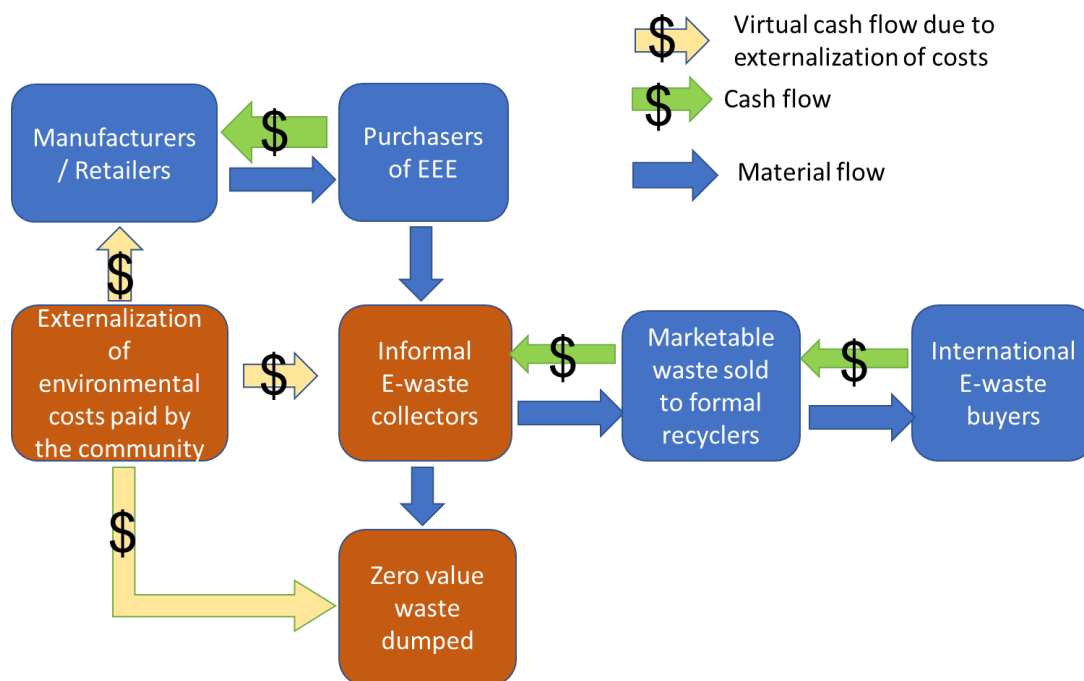 $
Virtual cash flow due to
externalization of costs
$
Cash flow
Material flow
Manufacturers
/ Retailers
$
Purchasers
of EEE
$
Externalization
of
environmental
costs paid by
the community
$
Informal
E-waste
collectors
$
Marketable
waste sold
to formal
recyclers
$
International
E-waste
buyers
$
Zero value
waste
dumped